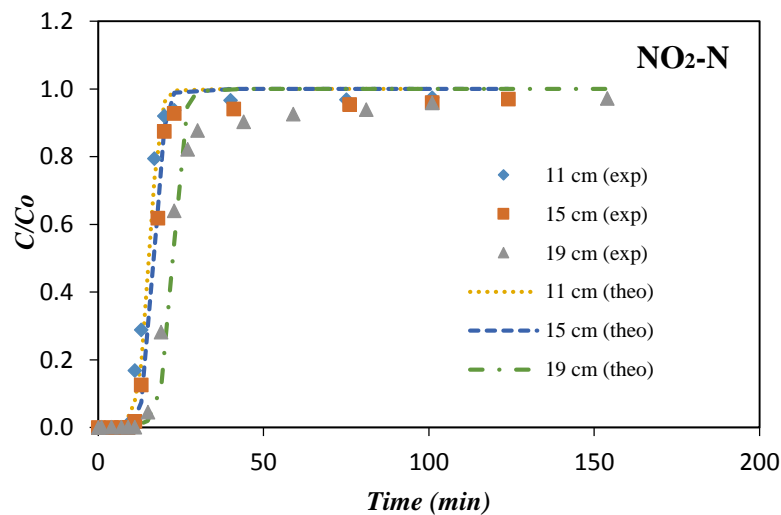 NO₂-N
1.2
1.0
0.8
0.6
0.4
0.2
0.0
C/Co
0 50 100 150 200
Time (min)
11 cm (exp)
15 cm (exp)
19 cm (exp)
11 cm (theo)
15 cm (theo)
19 cm (theo)